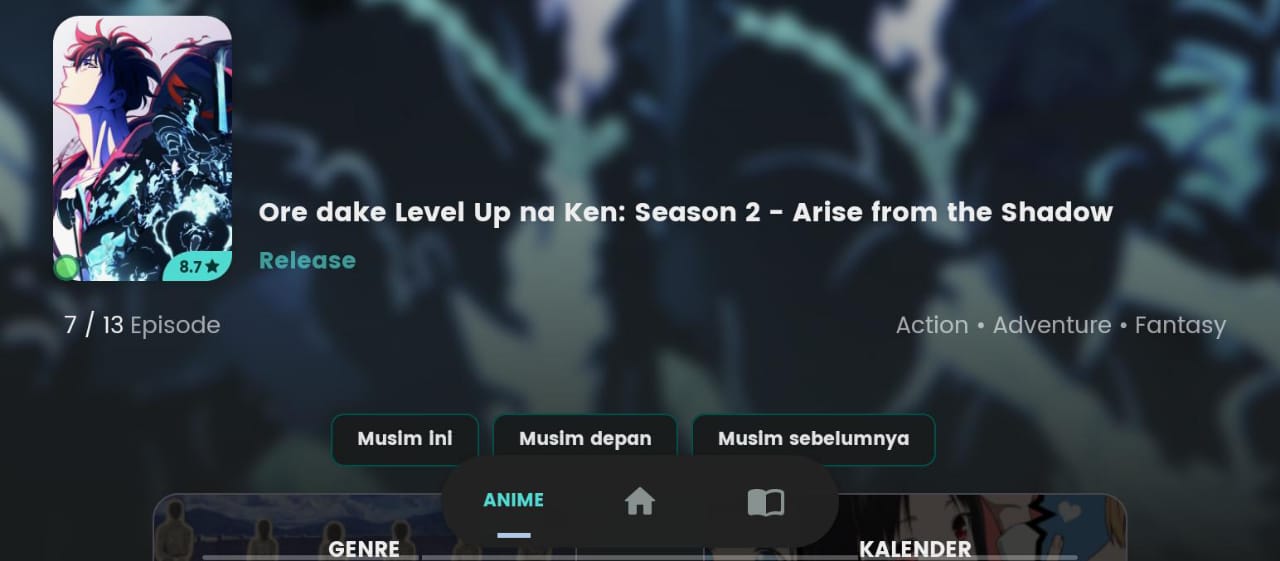 8.7★
Ore dake Level Up na Ken: Season 2 - Arise from the Shadow
Release
7 / 13 Episode
Action • Adventure • Fantasy
Musim ini
Musim depan
Musim sebelumnya
ANIME
GENRE
KALENDER